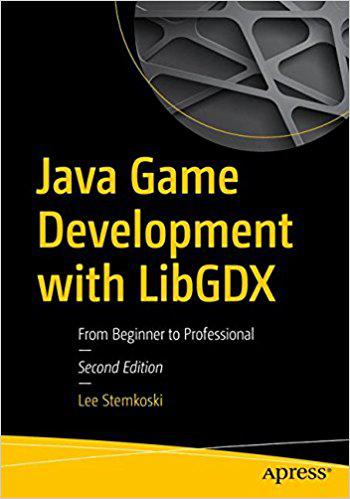 Java Game
Development
with LibGDX
From Beginner to Professional
—
Second Edition
—
Lee Stemkoski
Apress®